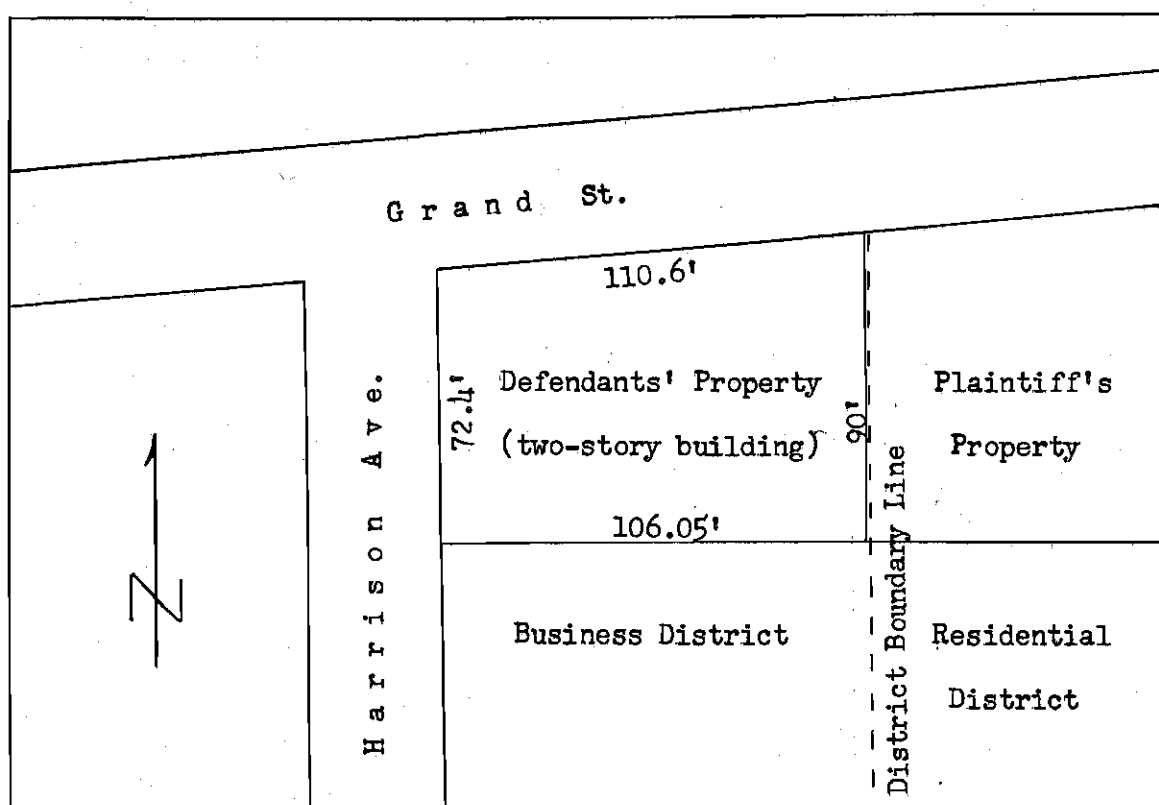 Grand St.
110.6'
Harrison Ave.
72.4'
Defendants' Property
(two-story building)
90'
106.05'
Plaintiff's
Property
District Boundary Line
Business District
Residential
District
N